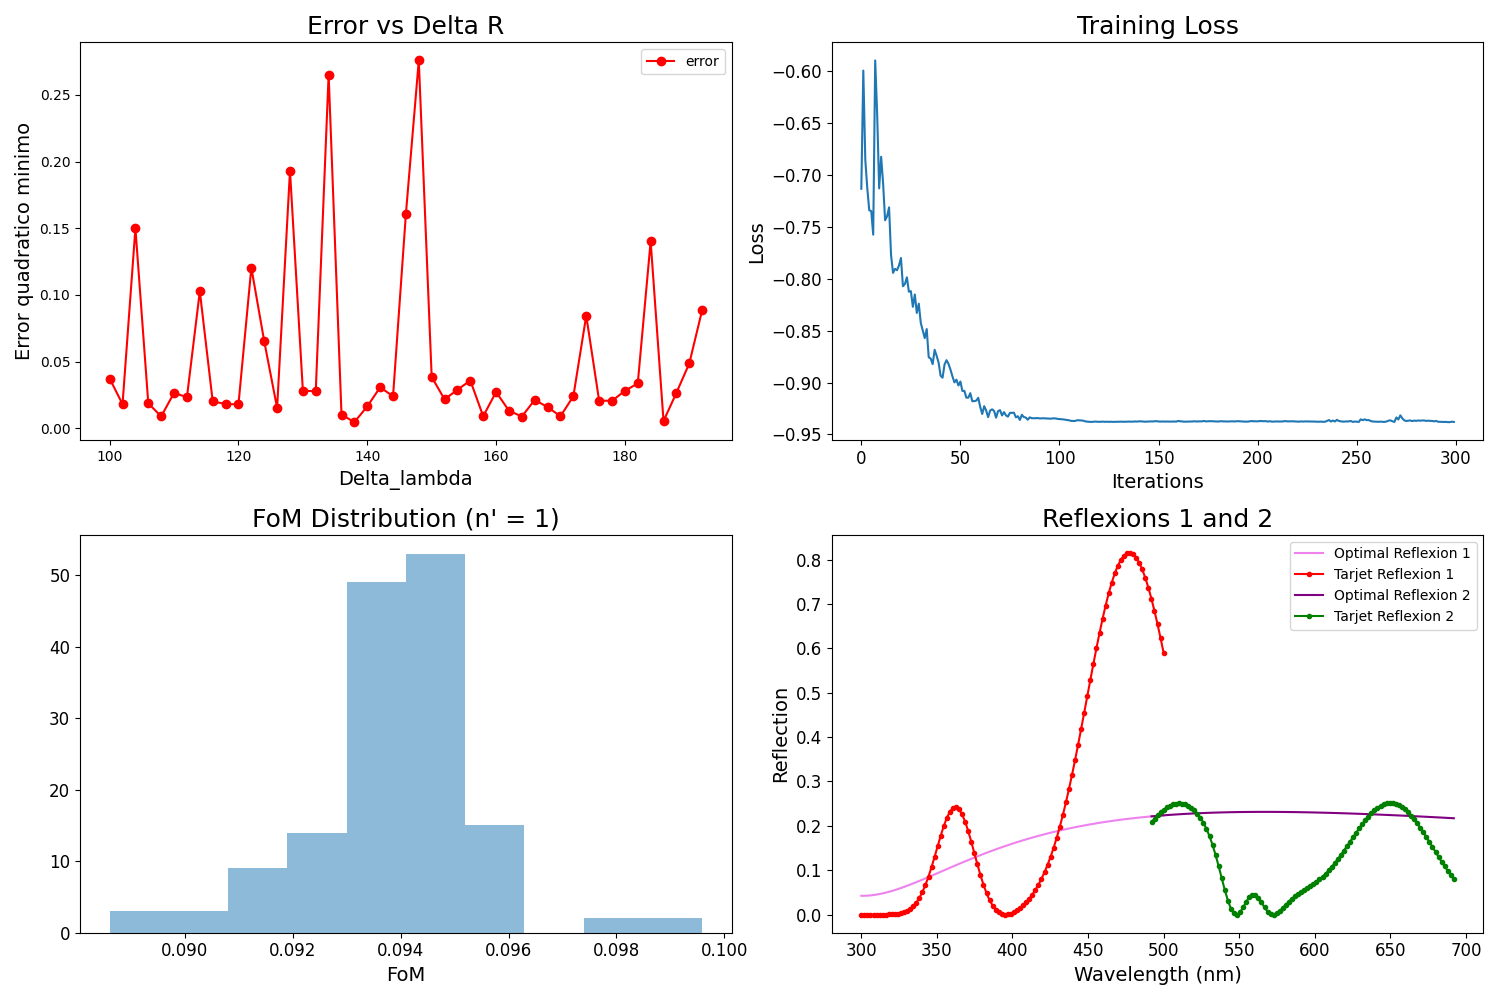 Error vs Delta R
error
Error quadratico minimo
0.25
0.20
0.15
0.10
0.05
0.00
100 120 140 160 180
Delta_lambda
Training Loss
Loss
−0.60
−0.65
−0.70
−0.75
−0.80
−0.85
−0.90
−0.95
0 50 100 150 200 250 300
Iterations
FoM Distribution (n' = 1)
50
40
30
20
10
0
0.090 0.092 0.094 0.096 0.098 0.100
FoM
Reflexions 1 and 2
Optimal Reflexion 1
Tarjet Reflexion 1
Optimal Reflexion 2
Tarjet Reflexion 2
Reflection
0.8
0.7
0.6
0.5
0.4
0.3
0.2
0.1
0.0
300 350 400 450 500 550 600 650 700
Wavelength (nm)